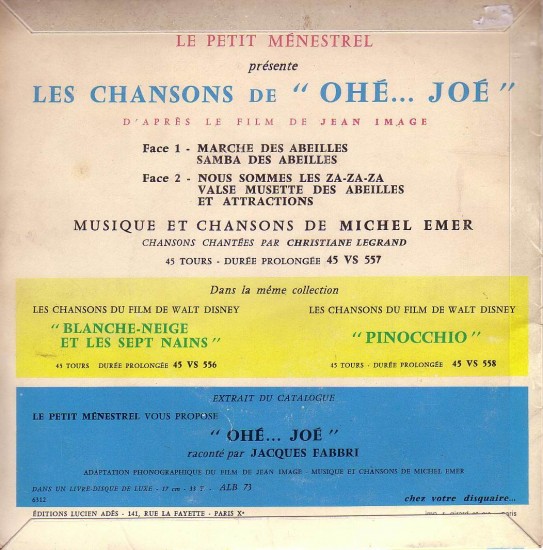 LE PETIT MÉNESTREL
présente
LES CHANSONS DE " OHÉ... JOÉ "
D'APRÈS LE FILM DE JEAN IMAGE
Face 1 - MARCHE DES ABEILLES
SAMBA DES ABEILLES
Face 2 - NOUS SOMMES LES ZA-ZA-ZA
VALSE MUSETTE DES ABEILLES
ET ATTRACTIONS
MUSIQUE ET CHANSONS DE MICHEL EMER
CHANSONS CHANTÉES PAR CHRISTIANE LEGRAND
45 TOURS - DURÉE PROLONGÉE 45 VS 557
Dans la même collection
LES CHANSONS DU FILM DE WALT DISNEY
" BLANCHE-NEIGE
ET LES SEPT NAINS "
45 TOURS DURÉE PROLONGÉE 45 VS 556
LES CHANSONS DU FILM DE WALT DISNEY
" PINOCCHIO "
45 TOURS - DURÉE PROLONGÉE 45 VS 558
EXTRAIT DU CATALOGUE
LE PETIT MÉNESTREL VOUS PROPOSE
" OHÉ... JOÉ "
raconté par JACQUES FABBRI
ADAPTATION PHONOGRAPHIQUE DU FILM DE JEAN IMAGE - MUSIQUE ET CHANSONS DE MICHEL EMER
DANS UN LIVRE-DISQUE DE LUXE - 17 cm - 33 T - ALB 73
6512
chez votre disquaire...
ÉDITIONS LUCIEN ADÈS - 141, RUE LA FAYETTE - PARIS Xe
Paris